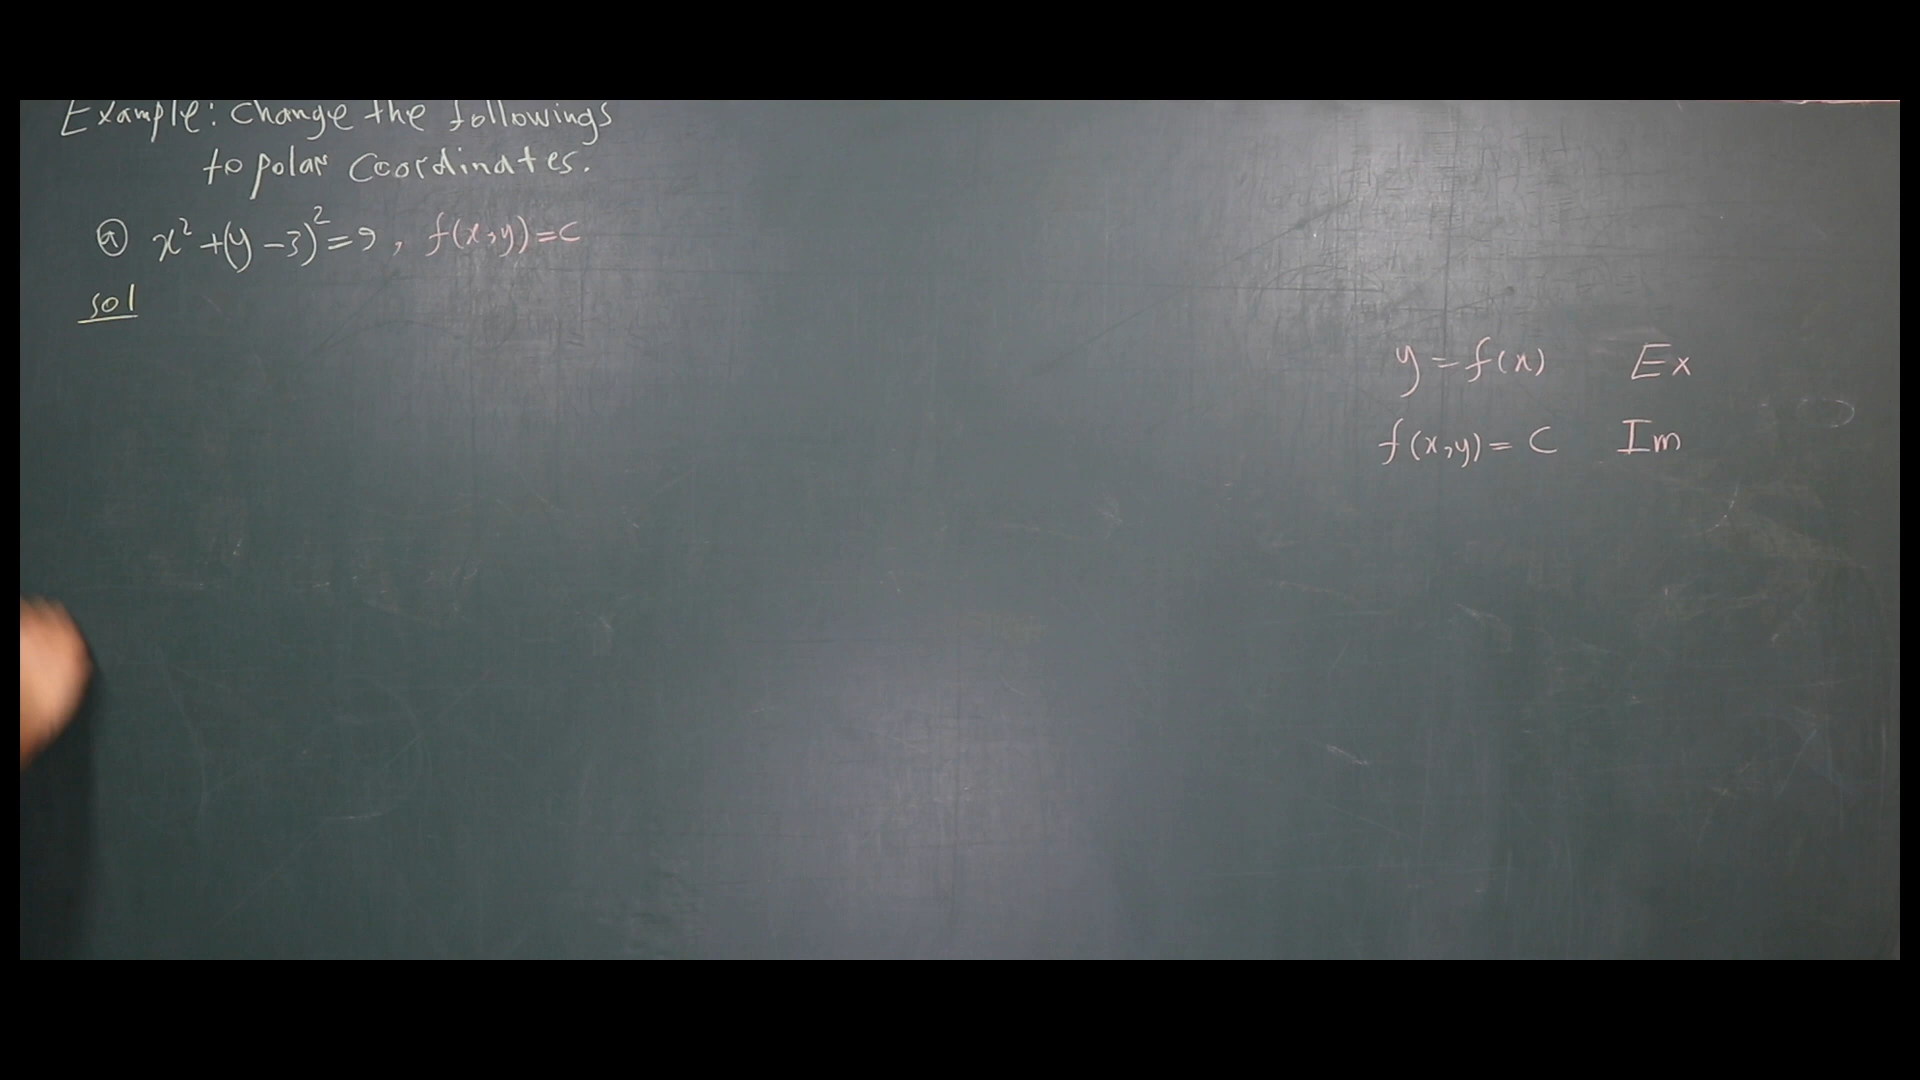 Example: Change the followings
to polar Coordinates.
ⓐ x² + (y - 3)² = 9, f(x,y) = C
sol
y = f(x) Ex
f(x,y) = C Im